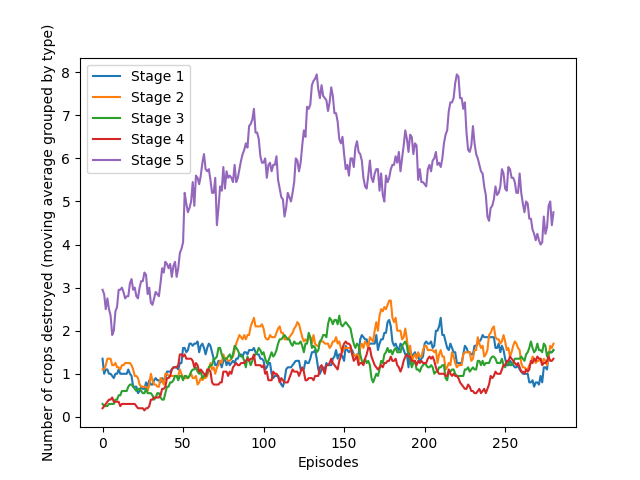 Number of crops destroyed (moving average grouped by type)
8
7
6
5
4
3
2
1
0
Stage 1
Stage 2
Stage 3
Stage 4
Stage 5
0 50 100 150 200 250
Episodes